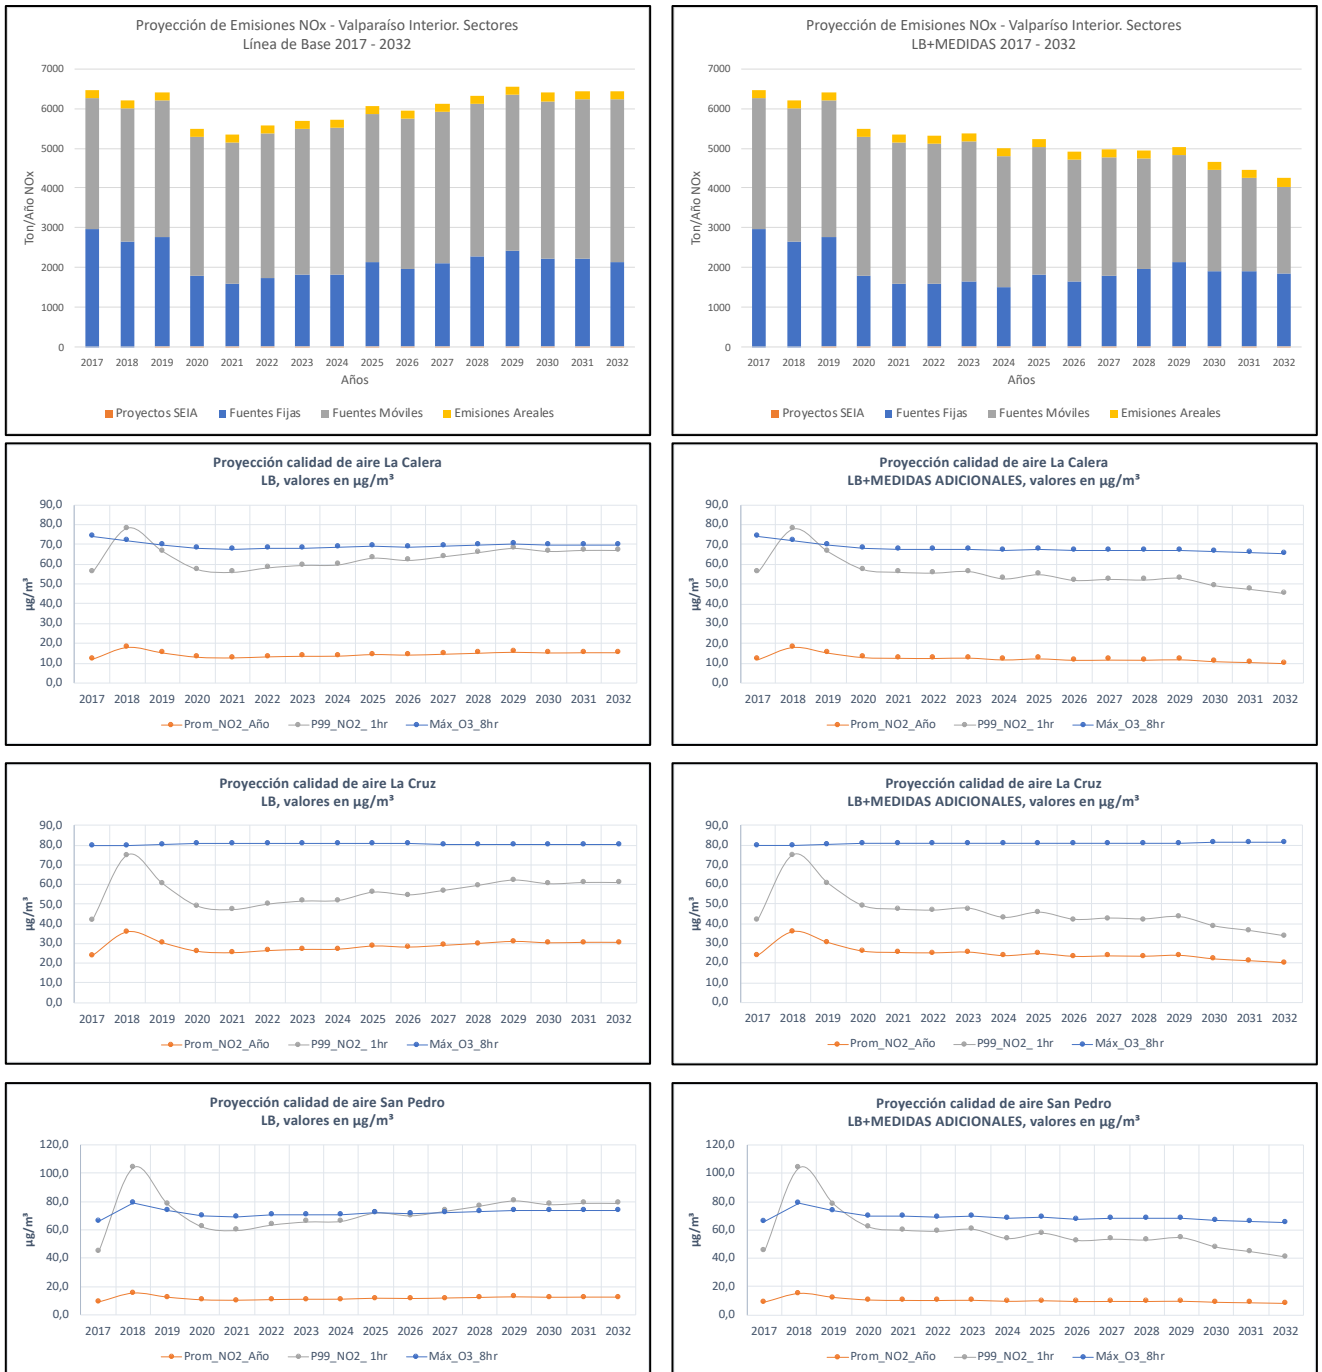 Proyección de Emisiones NOx - Valparaíso Interior. Sectores
Línea de Base 2017 - 2032
Ton/Año NOx
7000
6000
5000
4000
3000
2000
1000
0
2017 2018 2019 2020 2021 2022 2023 2024 2025 2026 2027 2028 2029 2030 2031 2032
Años
Proyectos SEIA Fuentes Fijas Fuentes Móviles Emisiones Areales
Proyección de Emisiones NOx - Valparíso Interior. Sectores
LB+MEDIDAS 2017 - 2032
Ton/Año NOx
7000
6000
5000
4000
3000
2000
1000
0
2017 2018 2019 2020 2021 2022 2023 2024 2025 2026 2027 2028 2029 2030 2031 2032
Años
Proyectos SEIA Fuentes Fijas Fuentes Móviles Emisiones Areales
Proyección calidad de aire La Calera
LB, valores en µg/m³
µg/m³
90,0
80,0
70,0
60,0
50,0
40,0
30,0
20,0
10,0
0,0
2017 2018 2019 2020 2021 2022 2023 2024 2025 2026 2027 2028 2029 2030 2031 2032
Prom_NO2_Año P99_NO2_ 1hr Máx_O3_8hr
Proyección calidad de aire La Calera
LB+MEDIDAS ADICIONALES, valores en µg/m³
µg/m³
90,0
80,0
70,0
60,0
50,0
40,0
30,0
20,0
10,0
0,0
2017 2018 2019 2020 2021 2022 2023 2024 2025 2026 2027 2028 2029 2030 2031 2032
Prom_NO2_Año P99_NO2_ 1hr Máx_O3_8hr
Proyección calidad de aire La Cruz
LB, valores en µg/m³
µg/m³
90,0
80,0
70,0
60,0
50,0
40,0
30,0
20,0
10,0
0,0
2017 2018 2019 2020 2021 2022 2023 2024 2025 2026 2027 2028 2029 2030 2031 2032
Prom_NO2_Año P99_NO2_ 1hr Máx_O3_8hr
Proyección calidad de aire La Cruz
LB+MEDIDAS ADICIONALES, valores en µg/m³
µg/m³
90,0
80,0
70,0
60,0
50,0
40,0
30,0
20,0
10,0
0,0
2017 2018 2019 2020 2021 2022 2023 2024 2025 2026 2027 2028 2029 2030 2031 2032
Prom_NO2_Año P99_NO2_ 1hr Máx_O3_8hr
Proyección calidad de aire San Pedro
LB, valores en µg/m³
µg/m³
120,0
100,0
80,0
60,0
40,0
20,0
0,0
2017 2018 2019 2020 2021 2022 2023 2024 2025 2026 2027 2028 2029 2030 2031 2032
Prom_NO2_Año P99_NO2_ 1hr Máx_O3_8hr
Proyección calidad de aire San Pedro
LB+MEDIDAS ADICIONALES, valores en µg/m³
µg/m³
120,0
100,0
80,0
60,0
40,0
20,0
0,0
2017 2018 2019 2020 2021 2022 2023 2024 2025 2026 2027 2028 2029 2030 2031 2032
Prom_NO2_Año P99_NO2_ 1hr Máx_O3_8hr